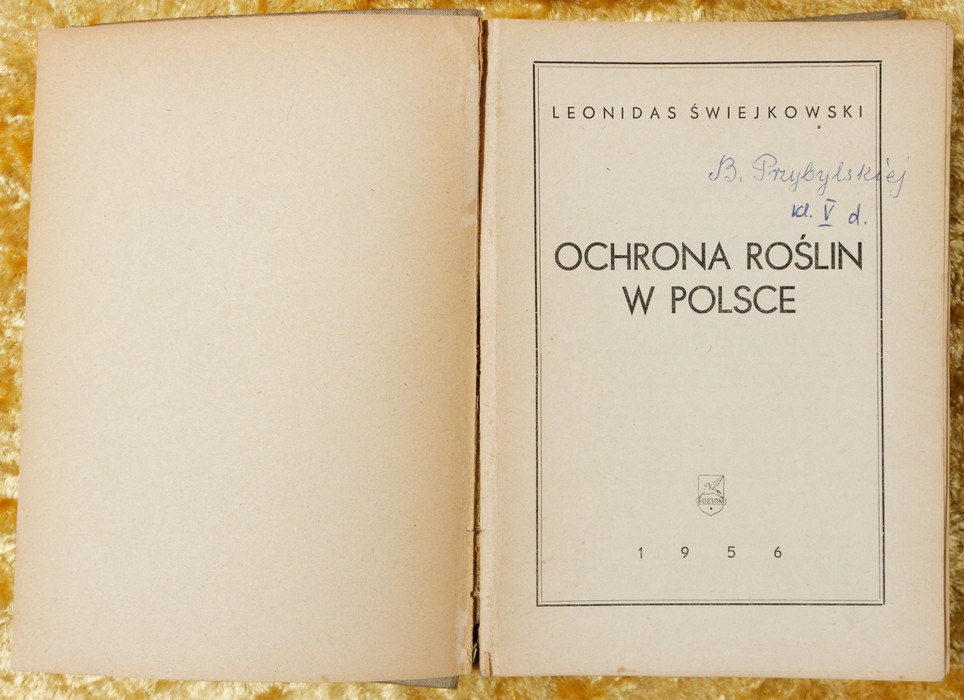 LEONIDAS ŚWIEJKOWSKI
B. Przybylskiej
kl. V d.
OCHRONA ROŚLIN
W POLSCE
1956